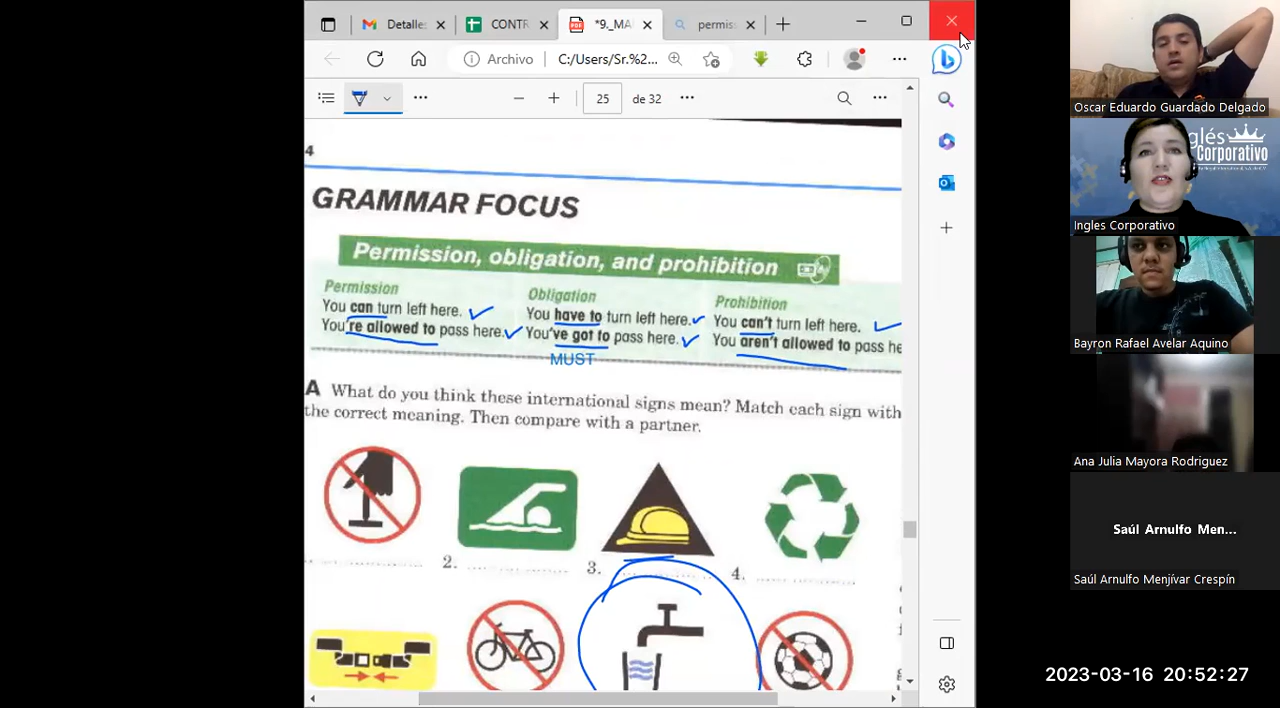 Detalle:
CONTR
*9._MA
permis:
Archivo
C:/Users/Sr.%2...
25
de 32
4
GRAMMAR FOCUS
Permission, obligation, and prohibition
Permission
You can turn left here.
You're allowed to pass here.
Obligation
You have to turn left here.
You've got to pass here.
MUST
Prohibition
You can't turn left here.
You aren't allowed to pass he
A What do you think these international signs mean? Match each sign with
the correct meaning. Then compare with a partner.
2.
3.
4.
Oscar Eduardo Guardado Delgado
glés
Corporativo
Ingles Corporativo
Bayron Rafael Avelar Aquino
Ana Julia Mayora Rodriguez
Saúl Arnulfo Men...
Saúl Arnulfo Menjívar Crespín
2023-03-16 20:52:27